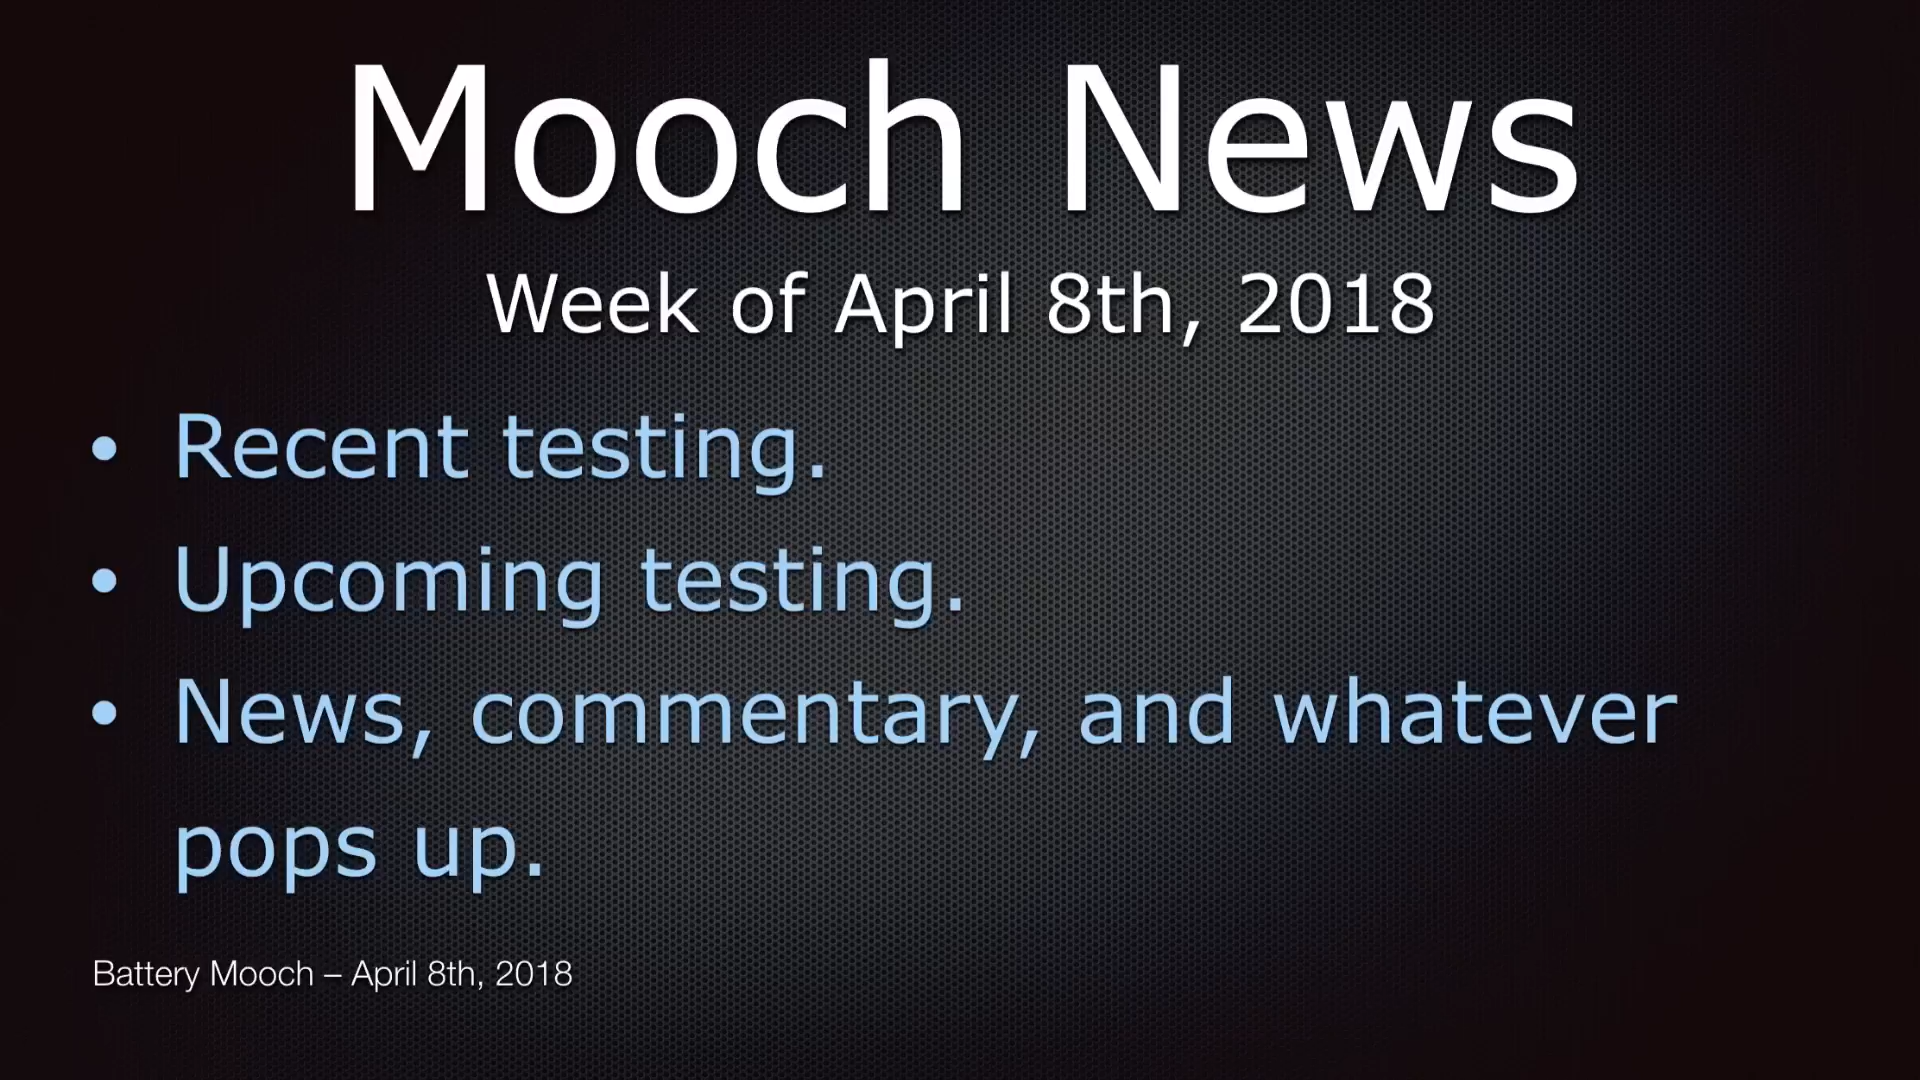 Mooch News
Week of April 8th, 2018
• Recent testing.
• Upcoming testing.
• News, commentary, and whatever
pops up.
Battery Mooch – April 8th, 2018